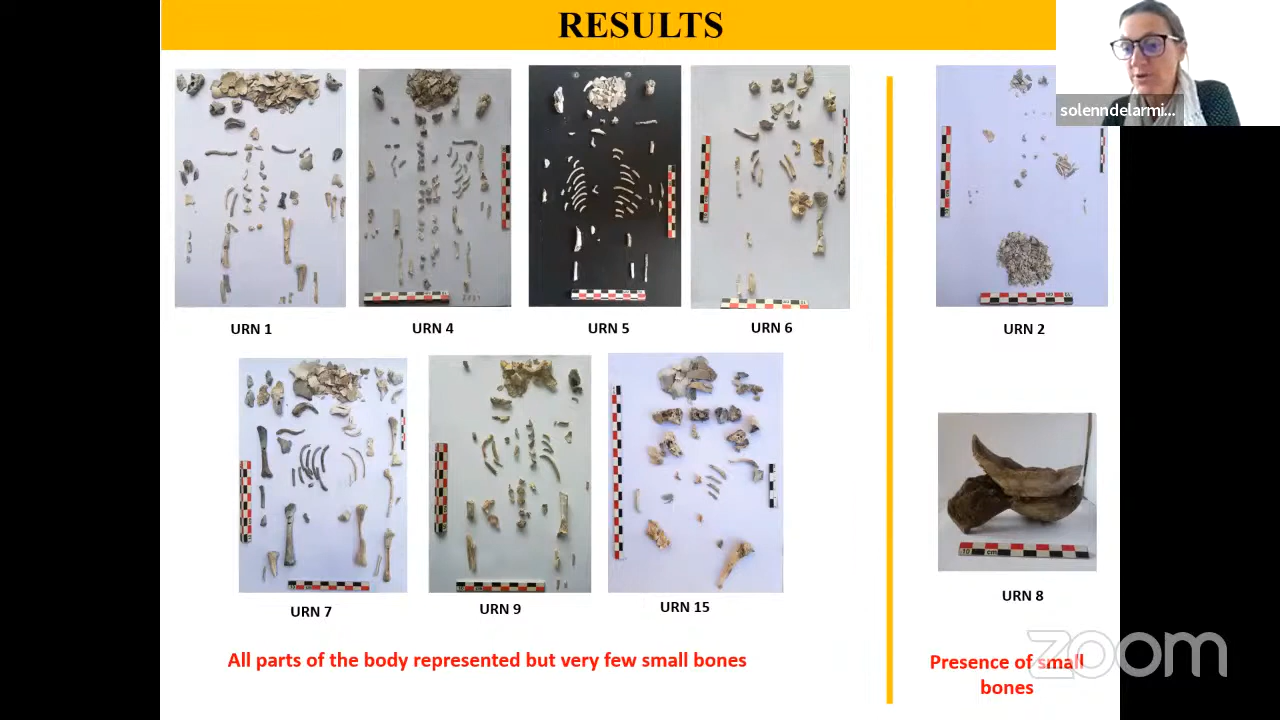 RESULTS
solenndelarmi...
URN 1
URN 4
URN 5
URN 6
URN 2
URN 7
URN 9
URN 15
URN 8
All parts of the body represented but very few small bones
Presence of small
bones
zoom